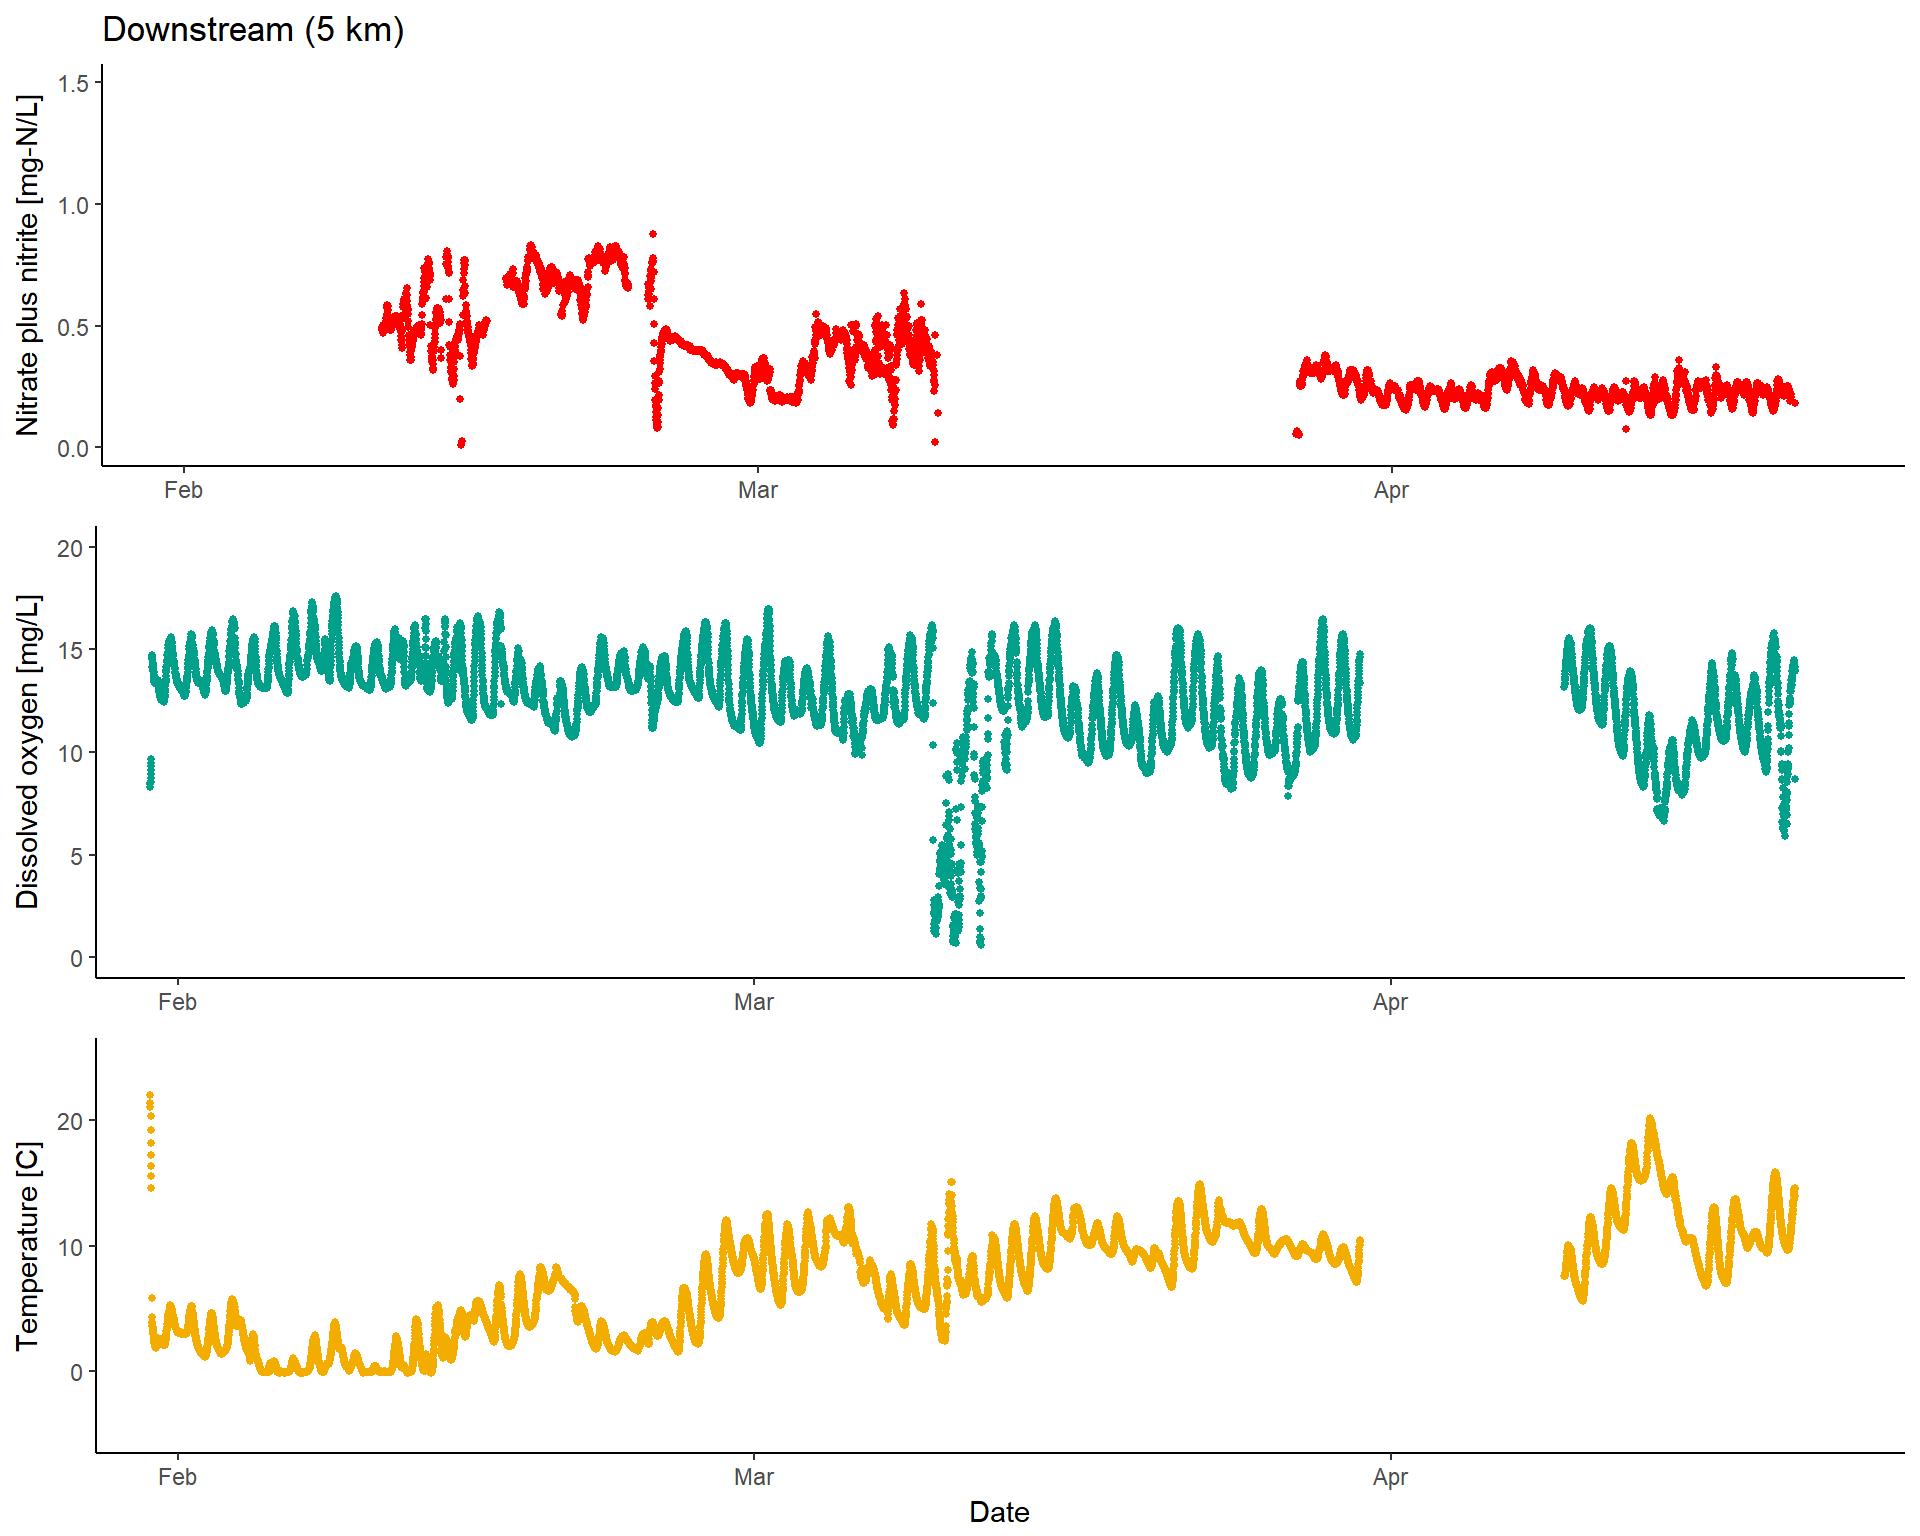 Downstream (5 km)
Nitrate plus nitrite [mg-N/L]
1.5
1.0
0.5
0.0
Feb Mar Apr
Dissolved oxygen [mg/L]
20
15
10
5
0
Feb Mar Apr
Temperature [C]
20
10
0
Feb Mar Apr
Date